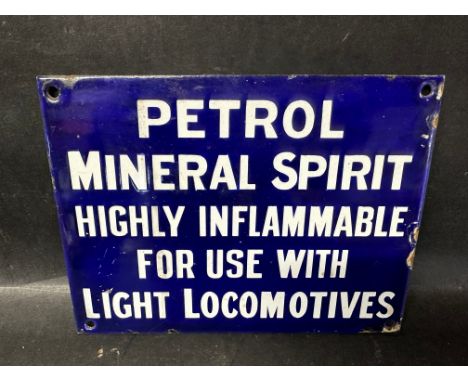 PETROL
MINERAL SPIRIT
HIGHLY INFLAMMABLE
FOR USE WITH
LIGHT LOCOMOTIVES